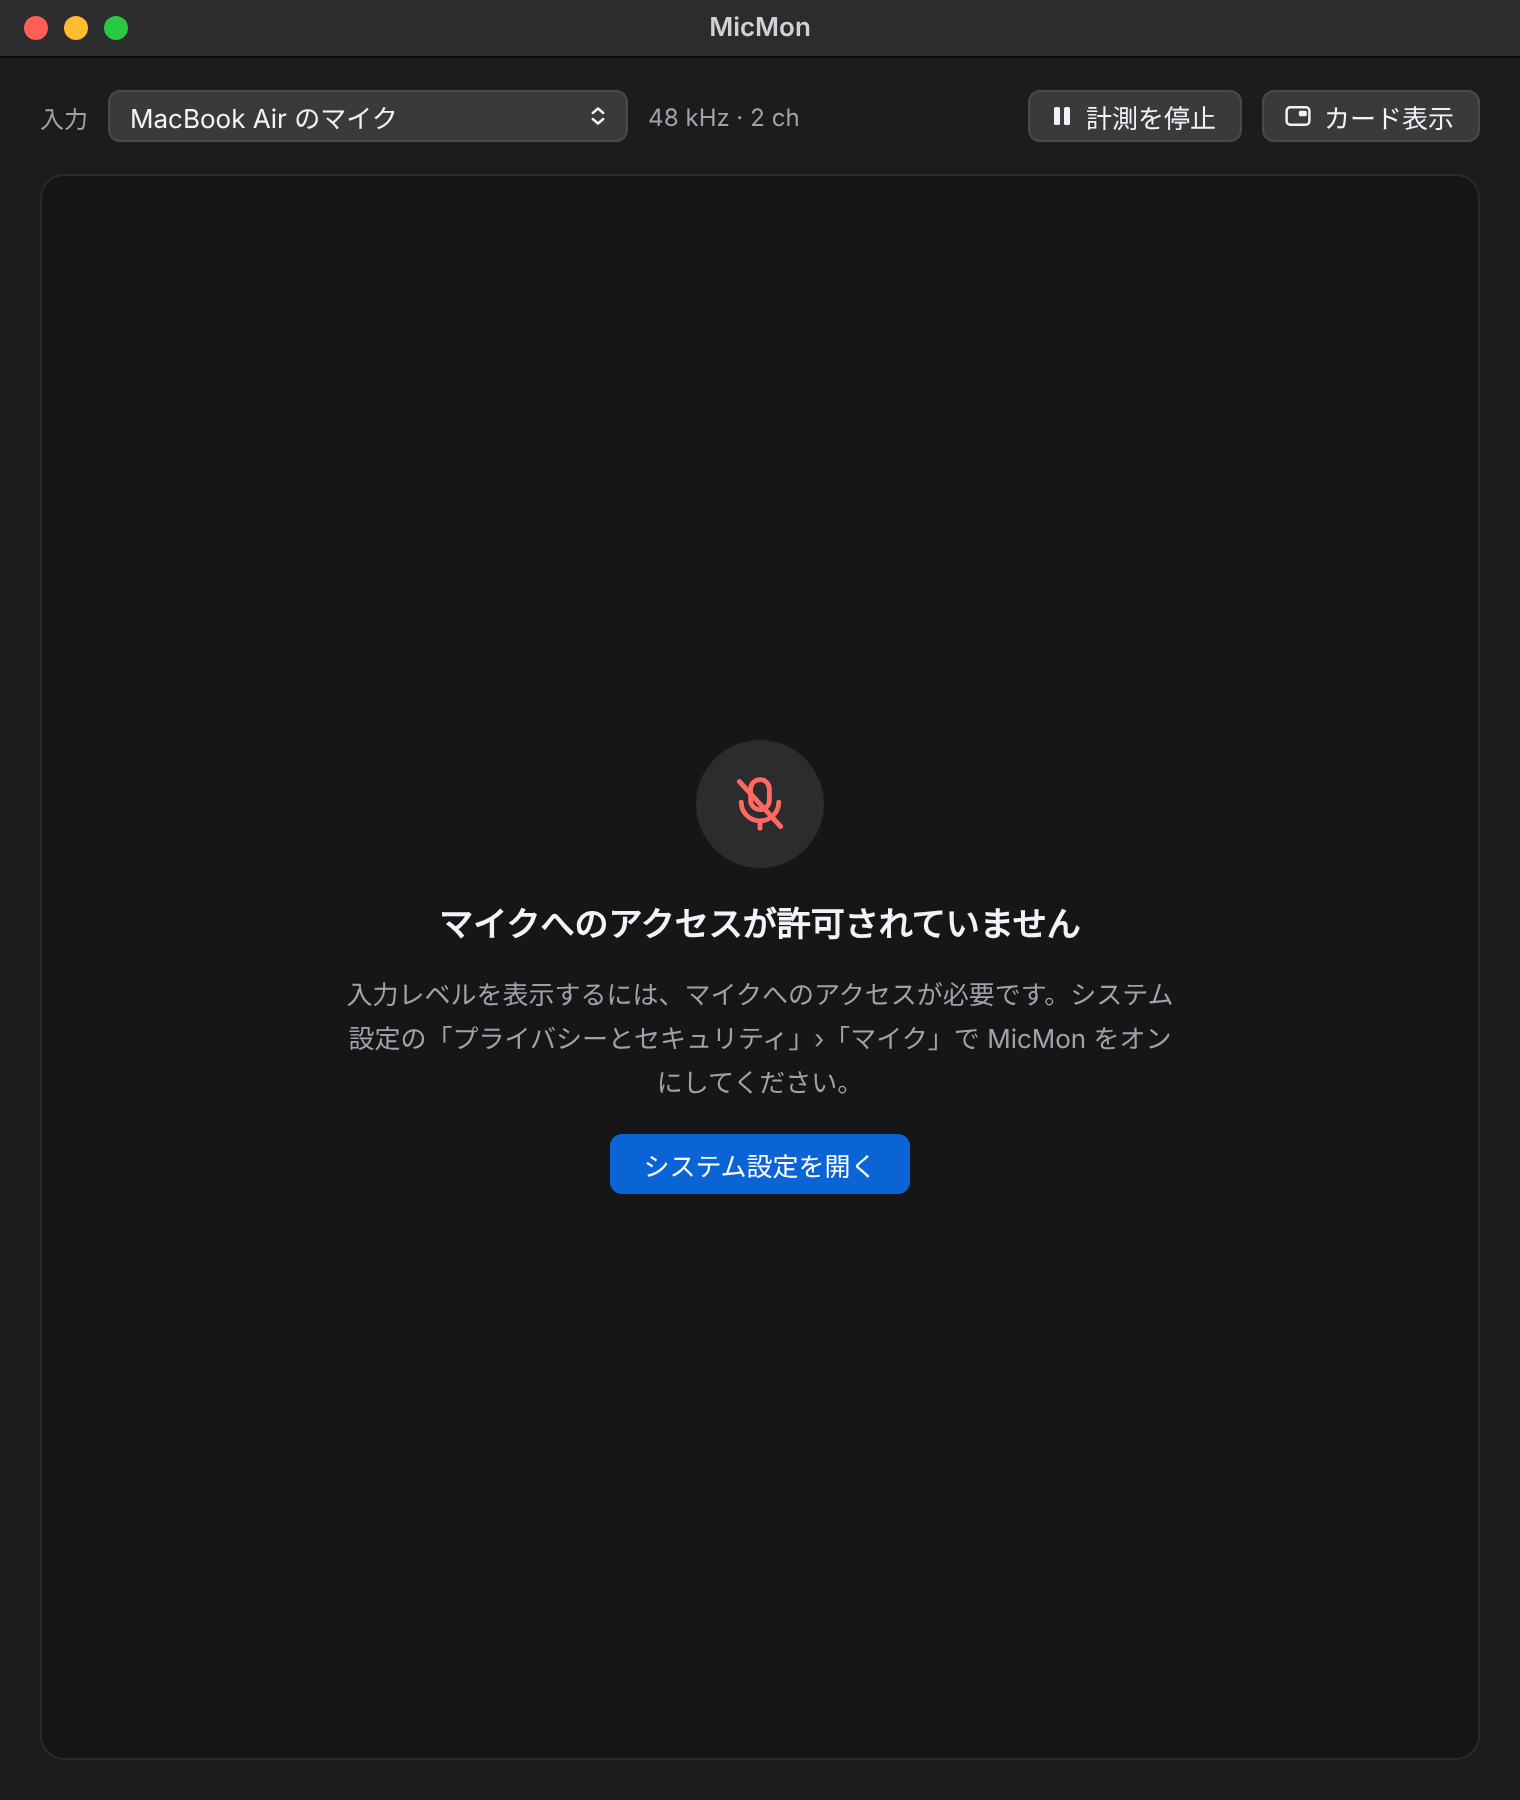 MicMon
入力
MacBook Air のマイク
48 kHz · 2 ch
計測を停止
カード表示
マイクへのアクセスが許可されていません
入力レベルを表示するには、マイクへのアクセスが必要です。システム
設定の「プライバシーとセキュリティ」›「マイク」で MicMon をオン
にしてください。
システム設定を開く